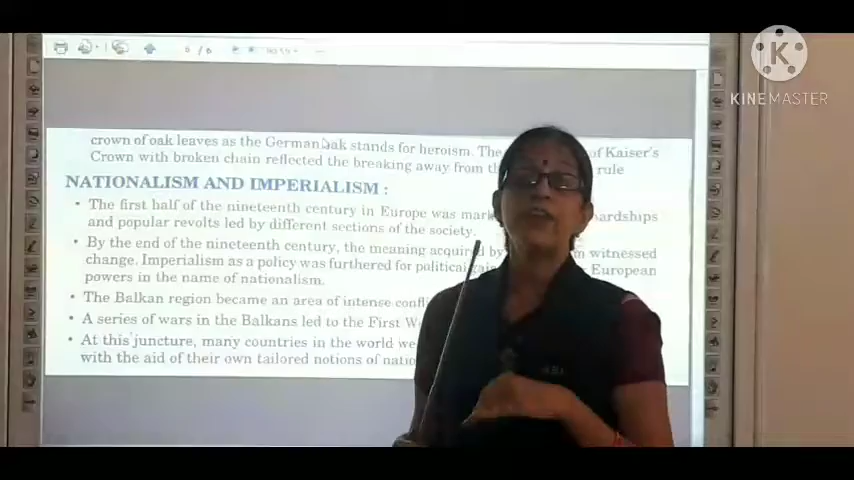 KINEMASTER
crown of oak leaves as the German oak stands for heroism. The of Kaiser's
Crown with broken chain reflected the breaking away from rule
NATIONALISM AND IMPERIALISM :
• The first half of the nineteenth century in Europe was
and popular revolts led by different sections of the society.
• By the end of the nineteenth century, the meaning acquired by witnessed
change. Imperialism as a policy was furthered for political European
powers in the name of nationalism.
• The Balkan region became an area of intense
• A series of wars in the Balkans led to the First
• At this juncture, many countries in the world
with the aid of their own tailored notions of